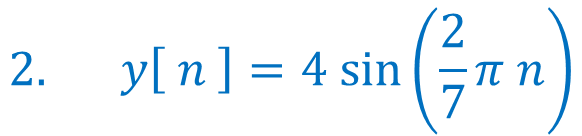 2. y[ n ] = 4 sin(2/7 π n)